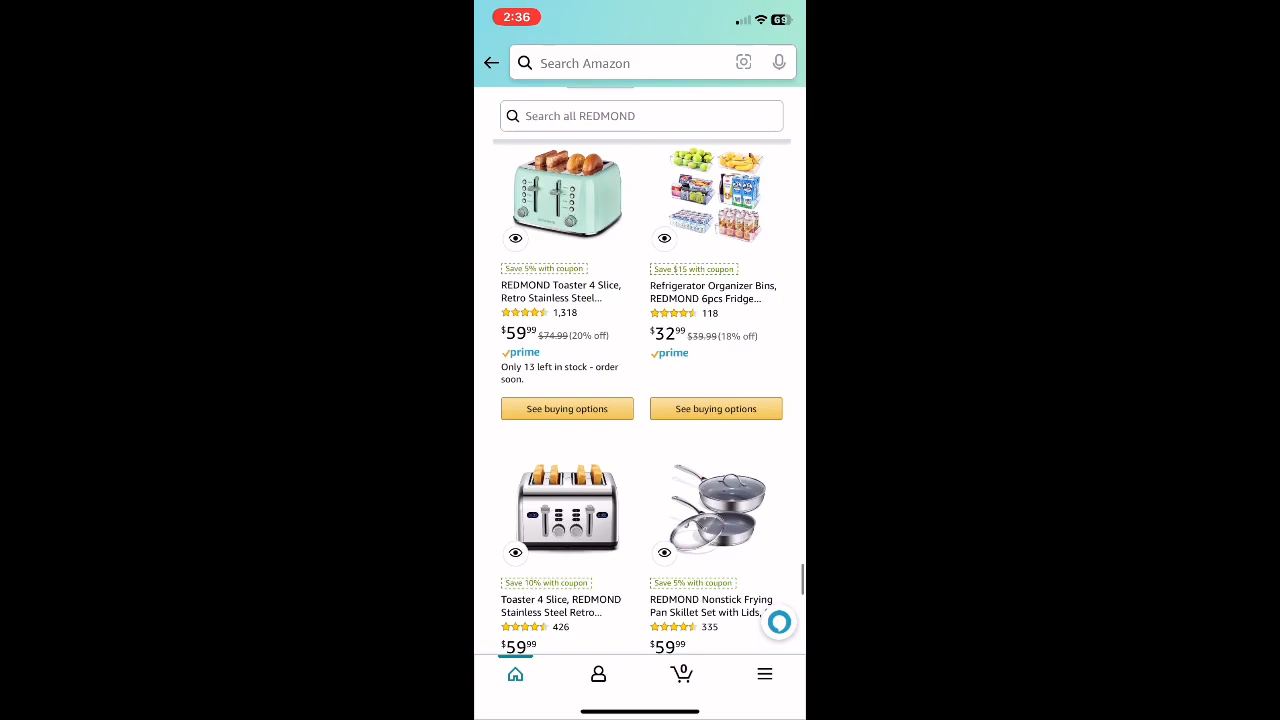 2:36
69
Search Amazon
Search all REDMOND
Save 5% with coupon
REDMOND Toaster 4 Slice,
Retro Stainless Steel...
1,318
$59.99 $74.99 (20% off)
prime
Only 13 left in stock - order
soon.
See buying options
Save $15 with coupon
Refrigerator Organizer Bins,
REDMOND 6pcs Fridge...
118
$32.99 $39.99 (18% off)
prime
See buying options
Save 10% with coupon
Toaster 4 Slice, REDMOND
Stainless Steel Retro...
426
$59.99
Save 5% with coupon
REDMOND Nonstick Frying
Pan Skillet Set with Lids,
335
$59.99
0